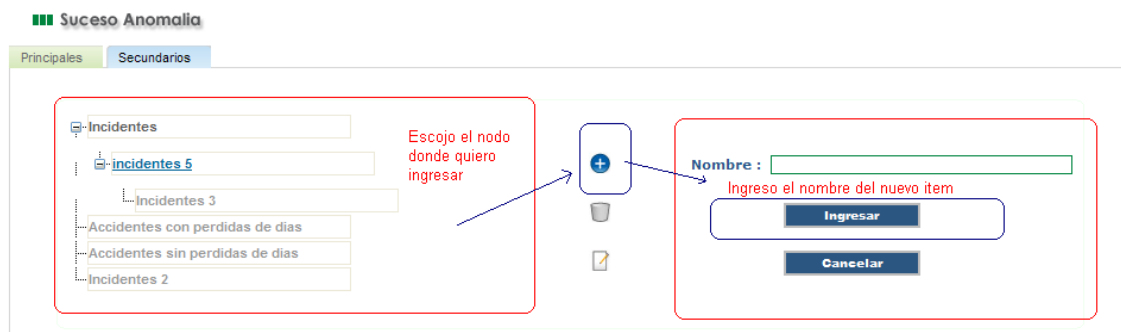 Suceso Anomalia
Principales Secundarios
Incidentes
incidentes 5
Incidentes 3
Accidentes con perdidas de dias
Accidentes sin perdidas de dias
Incidentes 2
Escojo el nodo
donde quiero
ingresar
Nombre :
Ingreso el nombre del nuevo item
Ingresar
Cancelar